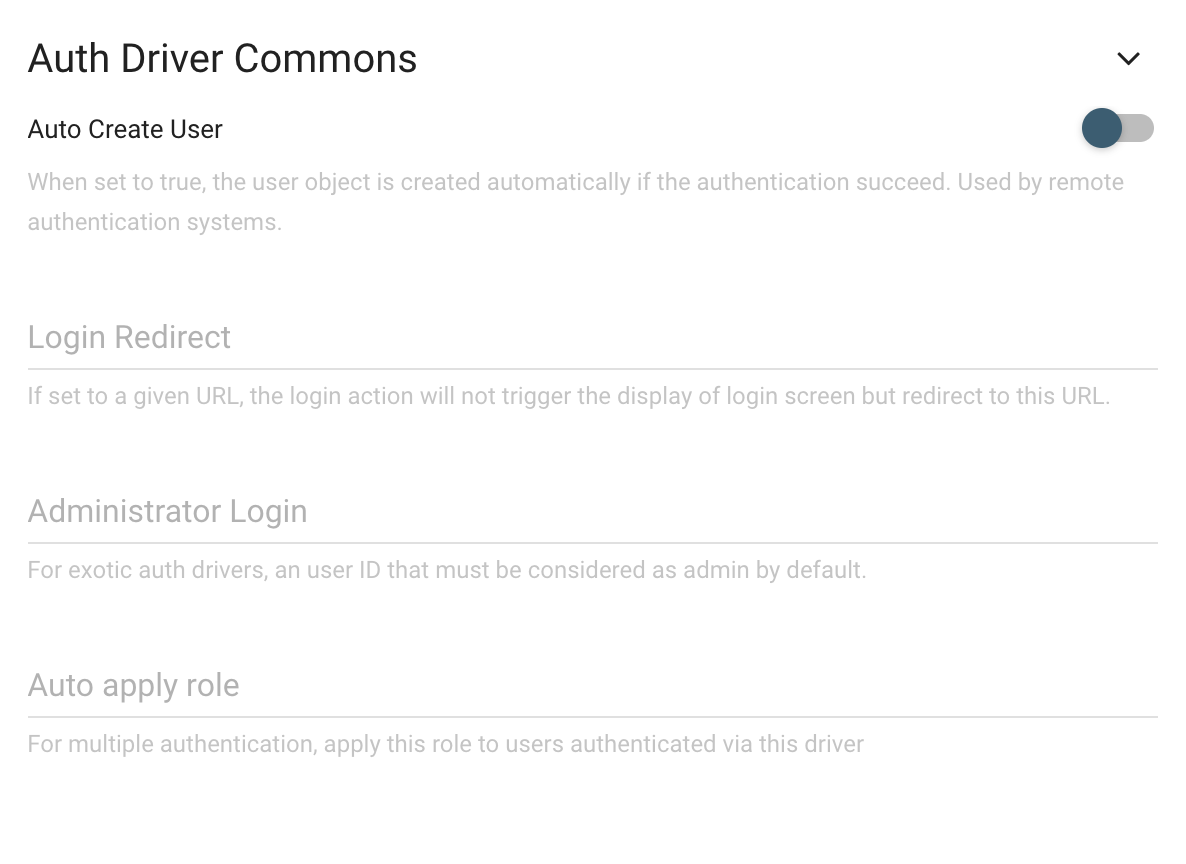 Auth Driver Commons
Auto Create User
When set to true, the user object is created automatically if the authentication succeed. Used by remote
authentication systems.
Login Redirect
If set to a given URL, the login action will not trigger the display of login screen but redirect to this URL.
Administrator Login
For exotic auth drivers, an user ID that must be considered as admin by default.
Auto apply role
For multiple authentication, apply this role to users authenticated via this driver